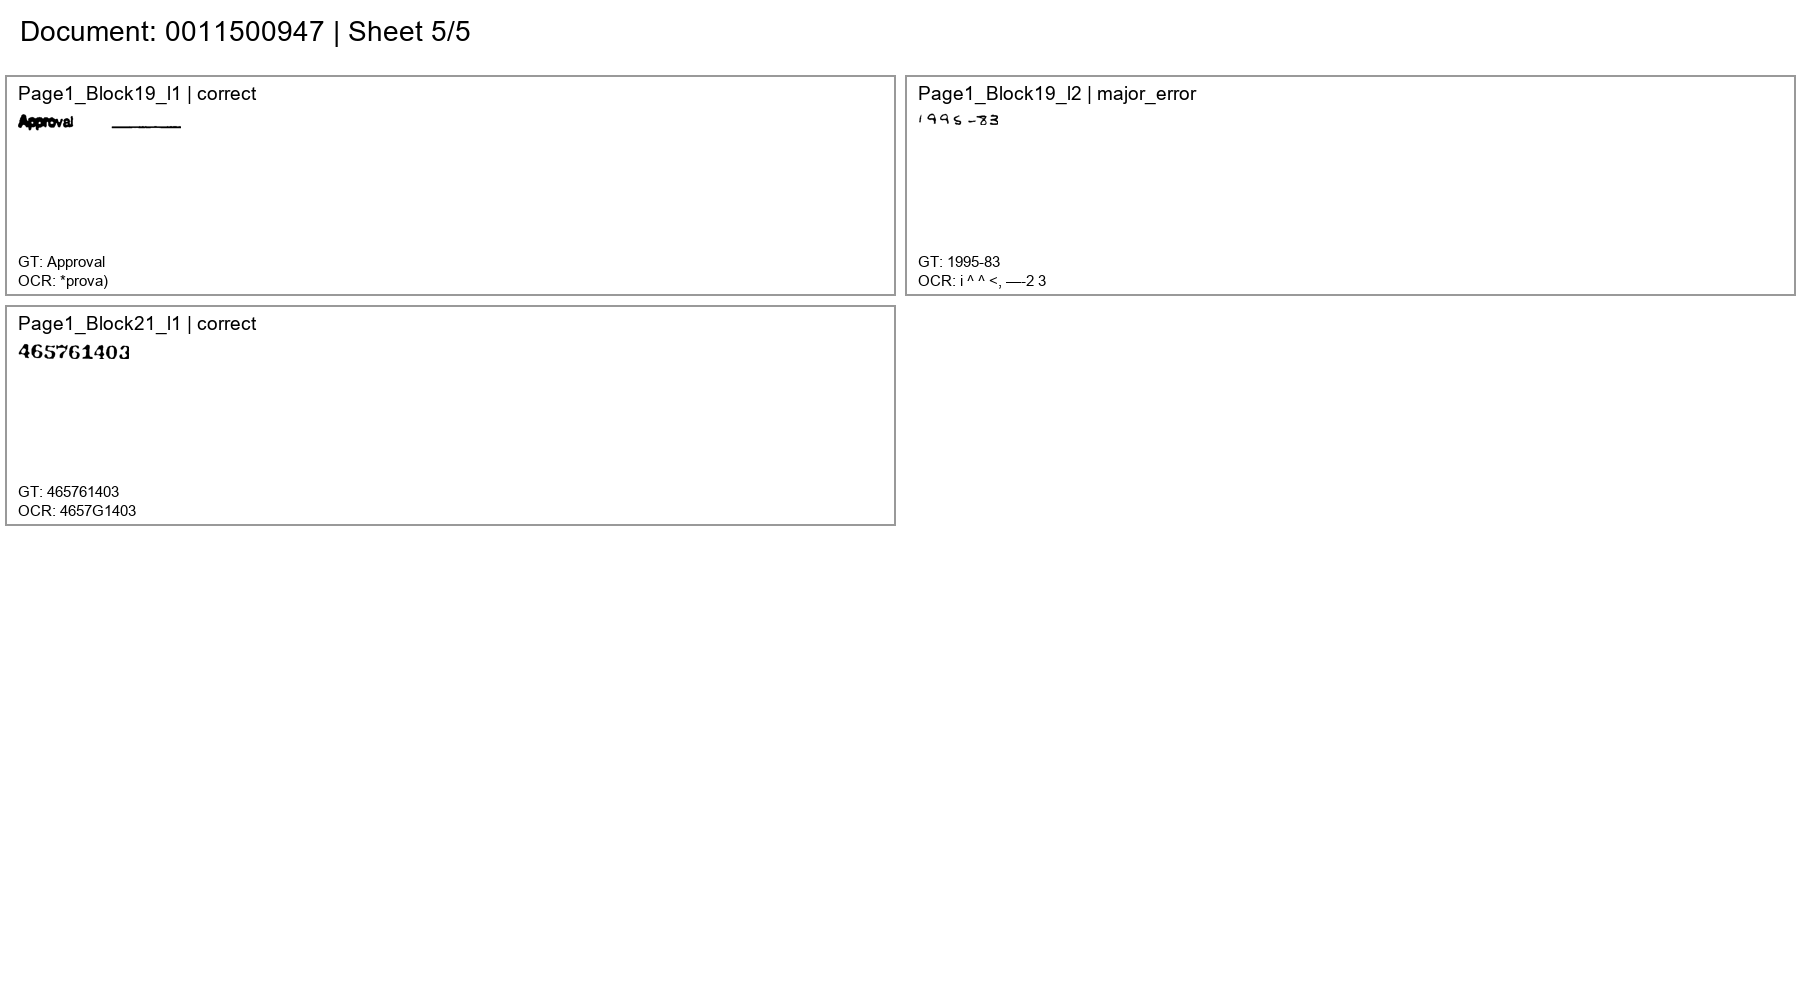 Document: 0011500947 | Sheet 5/5
Page1_Block19_l1 | correct
Approval
GT: Approval
OCR: *prova)
Page1_Block19_l2 | major_error
1995-83
GT: 1995-83
OCR: i ^ ^ <, —-2 3
Page1_Block21_l1 | correct
465761403
GT: 465761403
OCR: 4657G1403